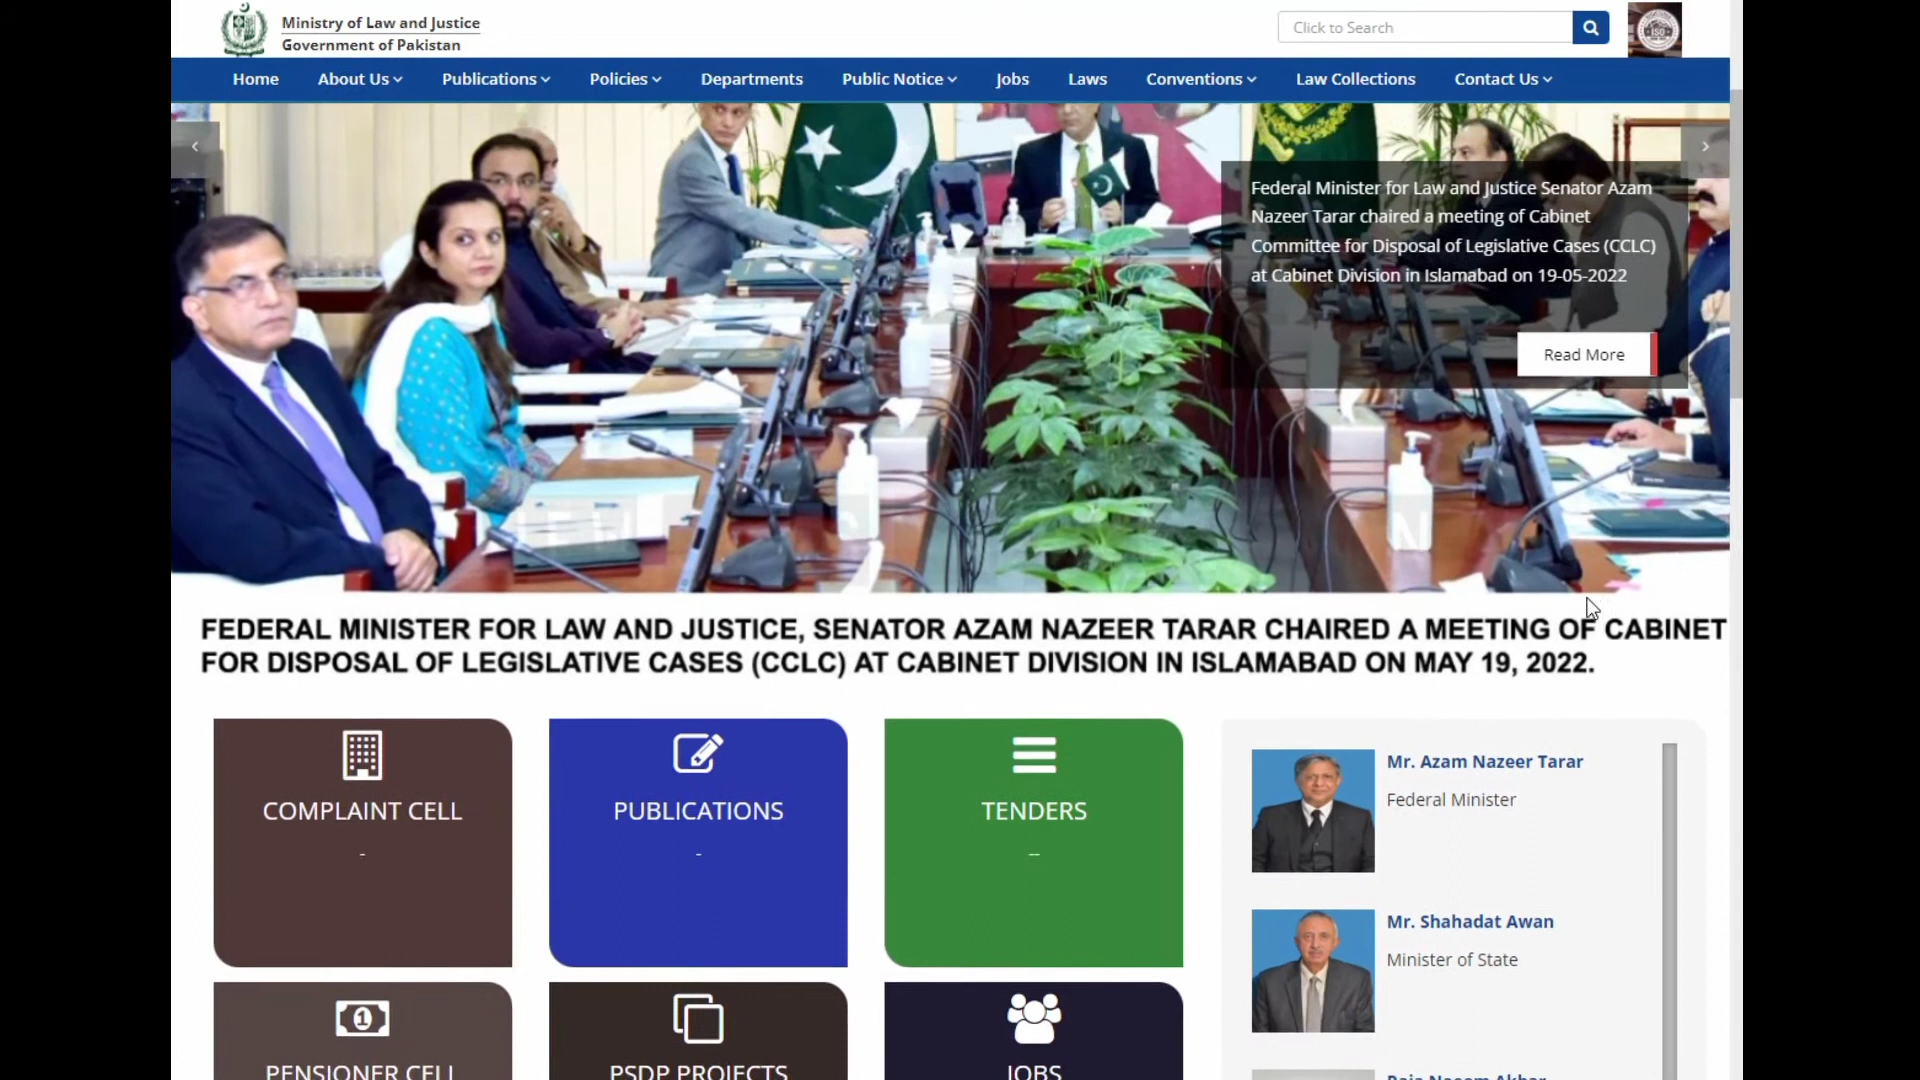 Ministry of Law and Justice
Government of Pakistan
Click to Search
ISO
Home
About Us
Publications
Policies
Departments
Public Notice
Jobs
Laws
Conventions
Law Collections
Contact Us
Federal Minister for Law and Justice Senator Azam
Nazeer Tarar chaired a meeting of Cabinet
Committee for Disposal of Legislative Cases (CCLC)
at Cabinet Division in Islamabad on 19-05-2022
Read More
FEDERAL MINISTER FOR LAW AND JUSTICE, SENATOR AZAM NAZEER TARAR CHAIRED A MEETING OF CABINET
FOR DISPOSAL OF LEGISLATIVE CASES (CCLC) AT CABINET DIVISION IN ISLAMABAD ON MAY 19, 2022.
COMPLAINT CELL
-
PUBLICATIONS
-
TENDERS
--
Mr. Azam Nazeer Tarar
Federal Minister
Mr. Shahadat Awan
Minister of State
1
PENSIONER CELL
PSDP PROJECTS
JOBS
Raja Naeem Akbar